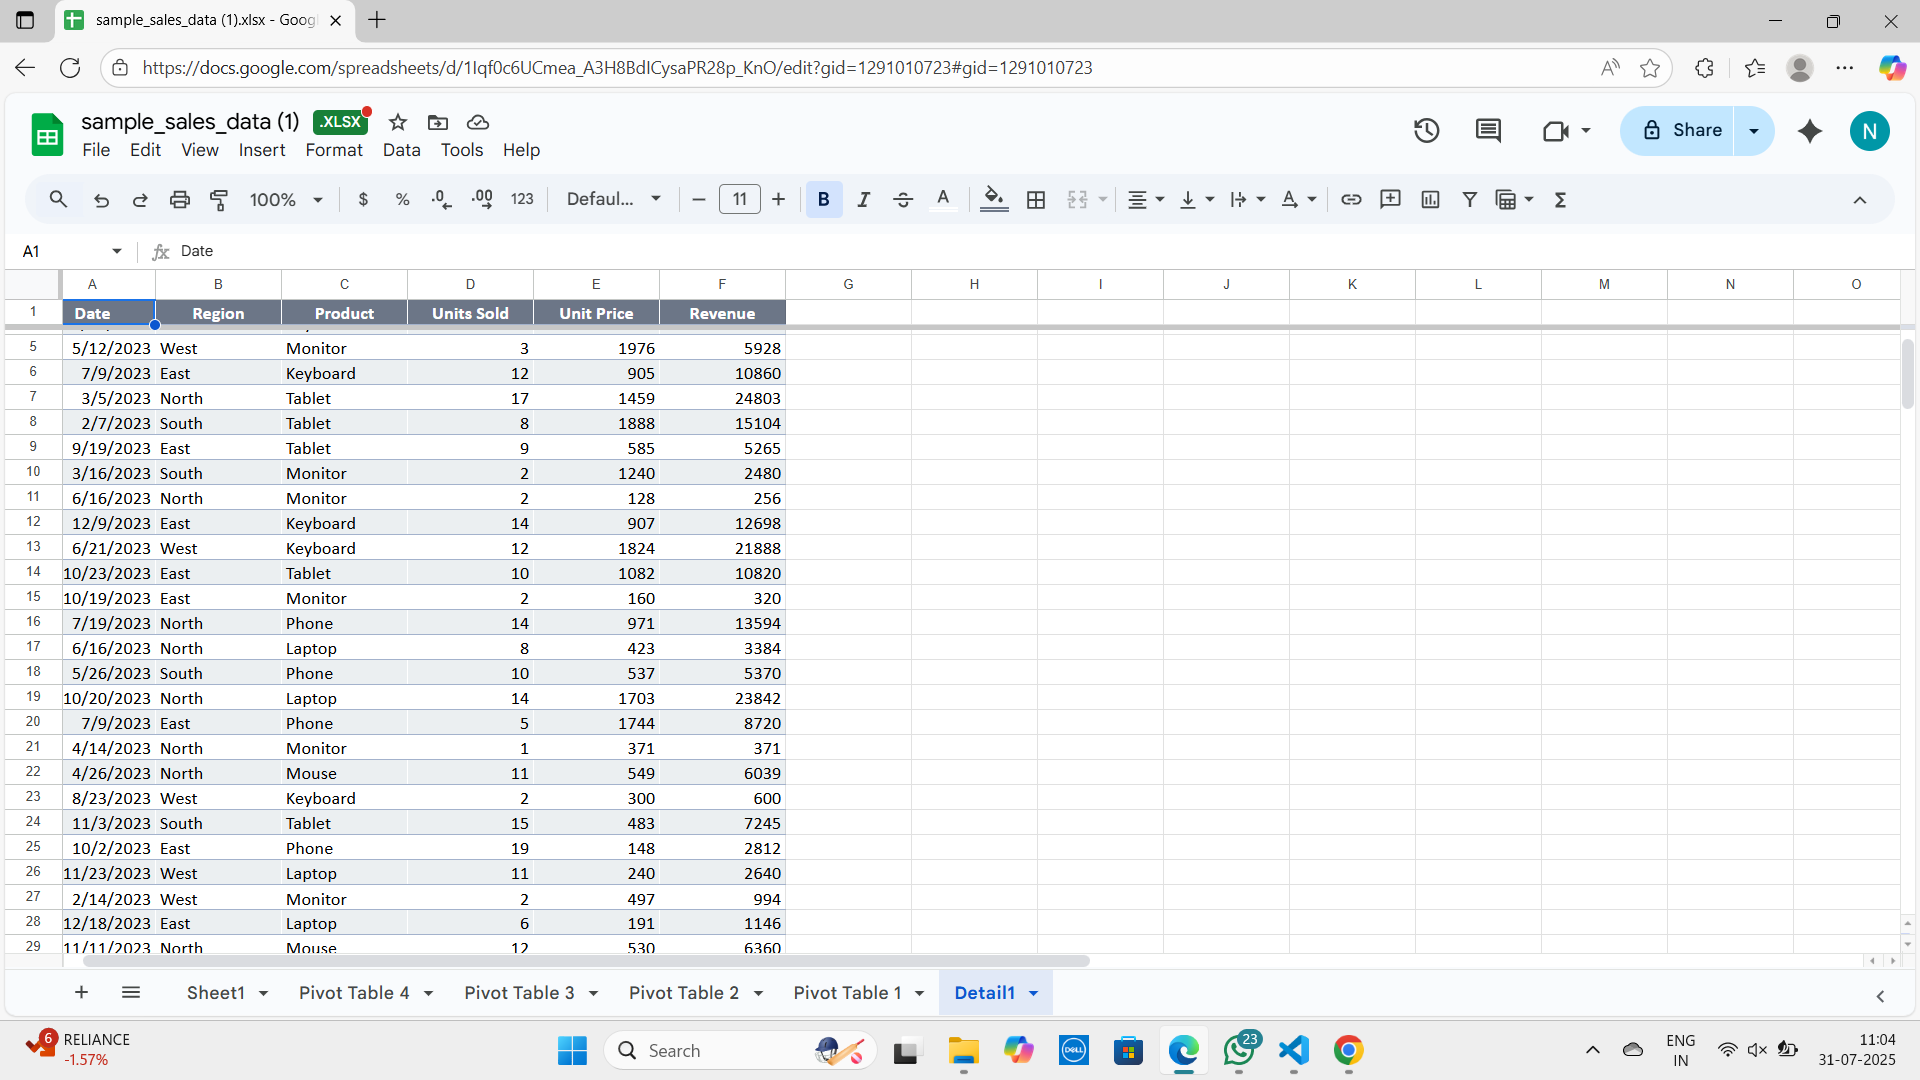 sample_sales_data (1).xlsx - Goog
https://docs.google.com/spreadsheets/d/1Iqf0c6UCmea_A3H8BdICysaPR28p_KnO/edit?gid=1291010723#gid=1291010723
sample_sales_data (1) .XLSX
File Edit View Insert Format Data Tools Help
Share
N
100% $ % .0 .00 123 Defaul... 11 B I S A Σ
A1 fx Date
A B C D E F G H I J K L M N O
1 Date Region Product Units Sold Unit Price Revenue
5 5/12/2023 West Monitor 3 1976 5928
6 7/9/2023 East Keyboard 12 905 10860
7 3/5/2023 North Tablet 17 1459 24803
8 2/7/2023 South Tablet 8 1888 15104
9 9/19/2023 East Tablet 9 585 5265
10 3/16/2023 South Monitor 2 1240 2480
11 6/16/2023 North Monitor 2 128 256
12 12/9/2023 East Keyboard 14 907 12698
13 6/21/2023 West Keyboard 12 1824 21888
14 10/23/2023 East Tablet 10 1082 10820
15 10/19/2023 East Monitor 2 160 320
16 7/19/2023 North Phone 14 971 13594
17 6/16/2023 North Laptop 8 423 3384
18 5/26/2023 South Phone 10 537 5370
19 10/20/2023 North Laptop 14 1703 23842
20 7/9/2023 East Phone 5 1744 8720
21 4/14/2023 North Monitor 1 371 371
22 4/26/2023 North Mouse 11 549 6039
23 8/23/2023 West Keyboard 2 300 600
24 11/3/2023 South Tablet 15 483 7245
25 10/2/2023 East Phone 19 148 2812
26 11/23/2023 West Laptop 11 240 2640
27 2/14/2023 West Monitor 2 497 994
28 12/18/2023 East Laptop 6 191 1146
29 11/11/2023 North Mouse 12 530 6360
Sheet1 Pivot Table 4 Pivot Table 3 Pivot Table 2 Pivot Table 1 Detail1
6 RELIANCE
-1.57%
Search
DELL
23
ENG
IN
11:04
31-07-2025